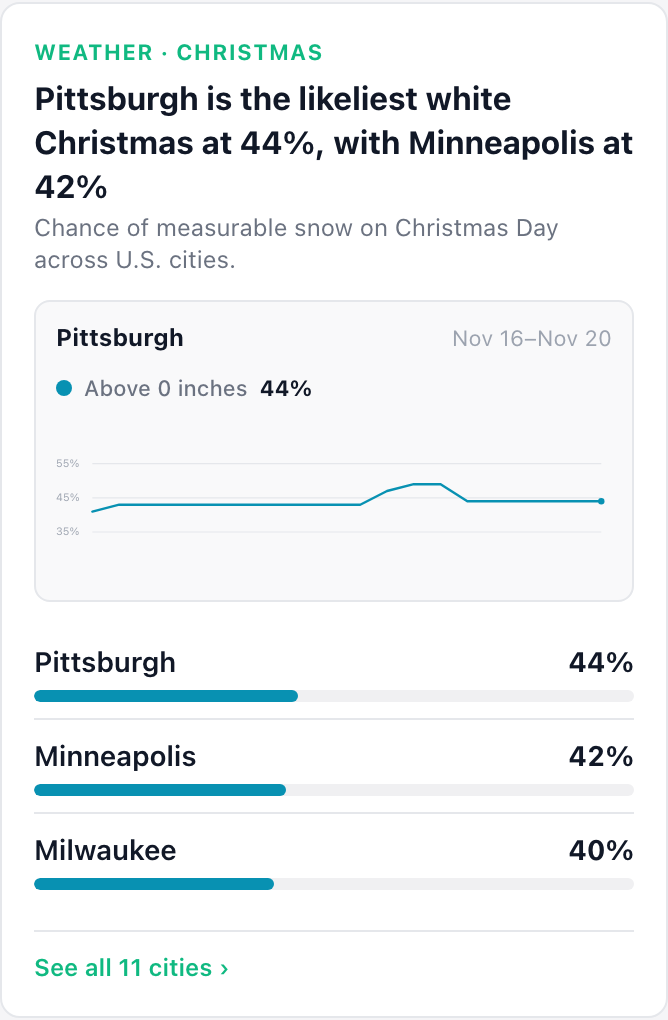 WEATHER · CHRISTMAS
Pittsburgh is the likeliest white
Christmas at 44%, with Minneapolis at
42%
Chance of measurable snow on Christmas Day
across U.S. cities.
Pittsburgh
Nov 16–Nov 20
Above 0 inches 44%
55%
45%
35%
Pittsburgh
44%
Minneapolis
42%
Milwaukee
40%
See all 11 cities ›